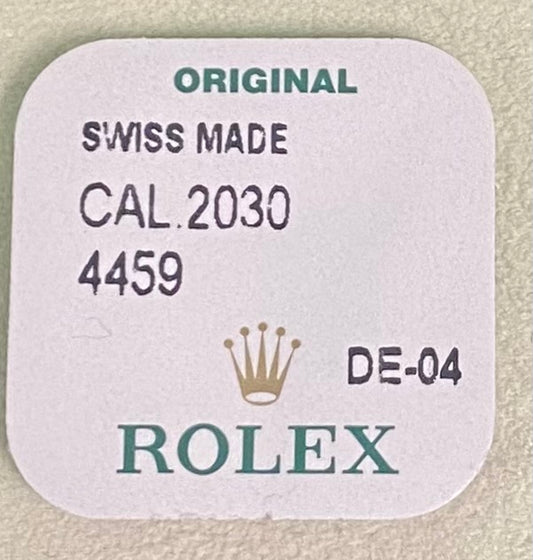 ORIGINAL
SWISS MADE
CAL.2030
4459
DE-04
ROLEX